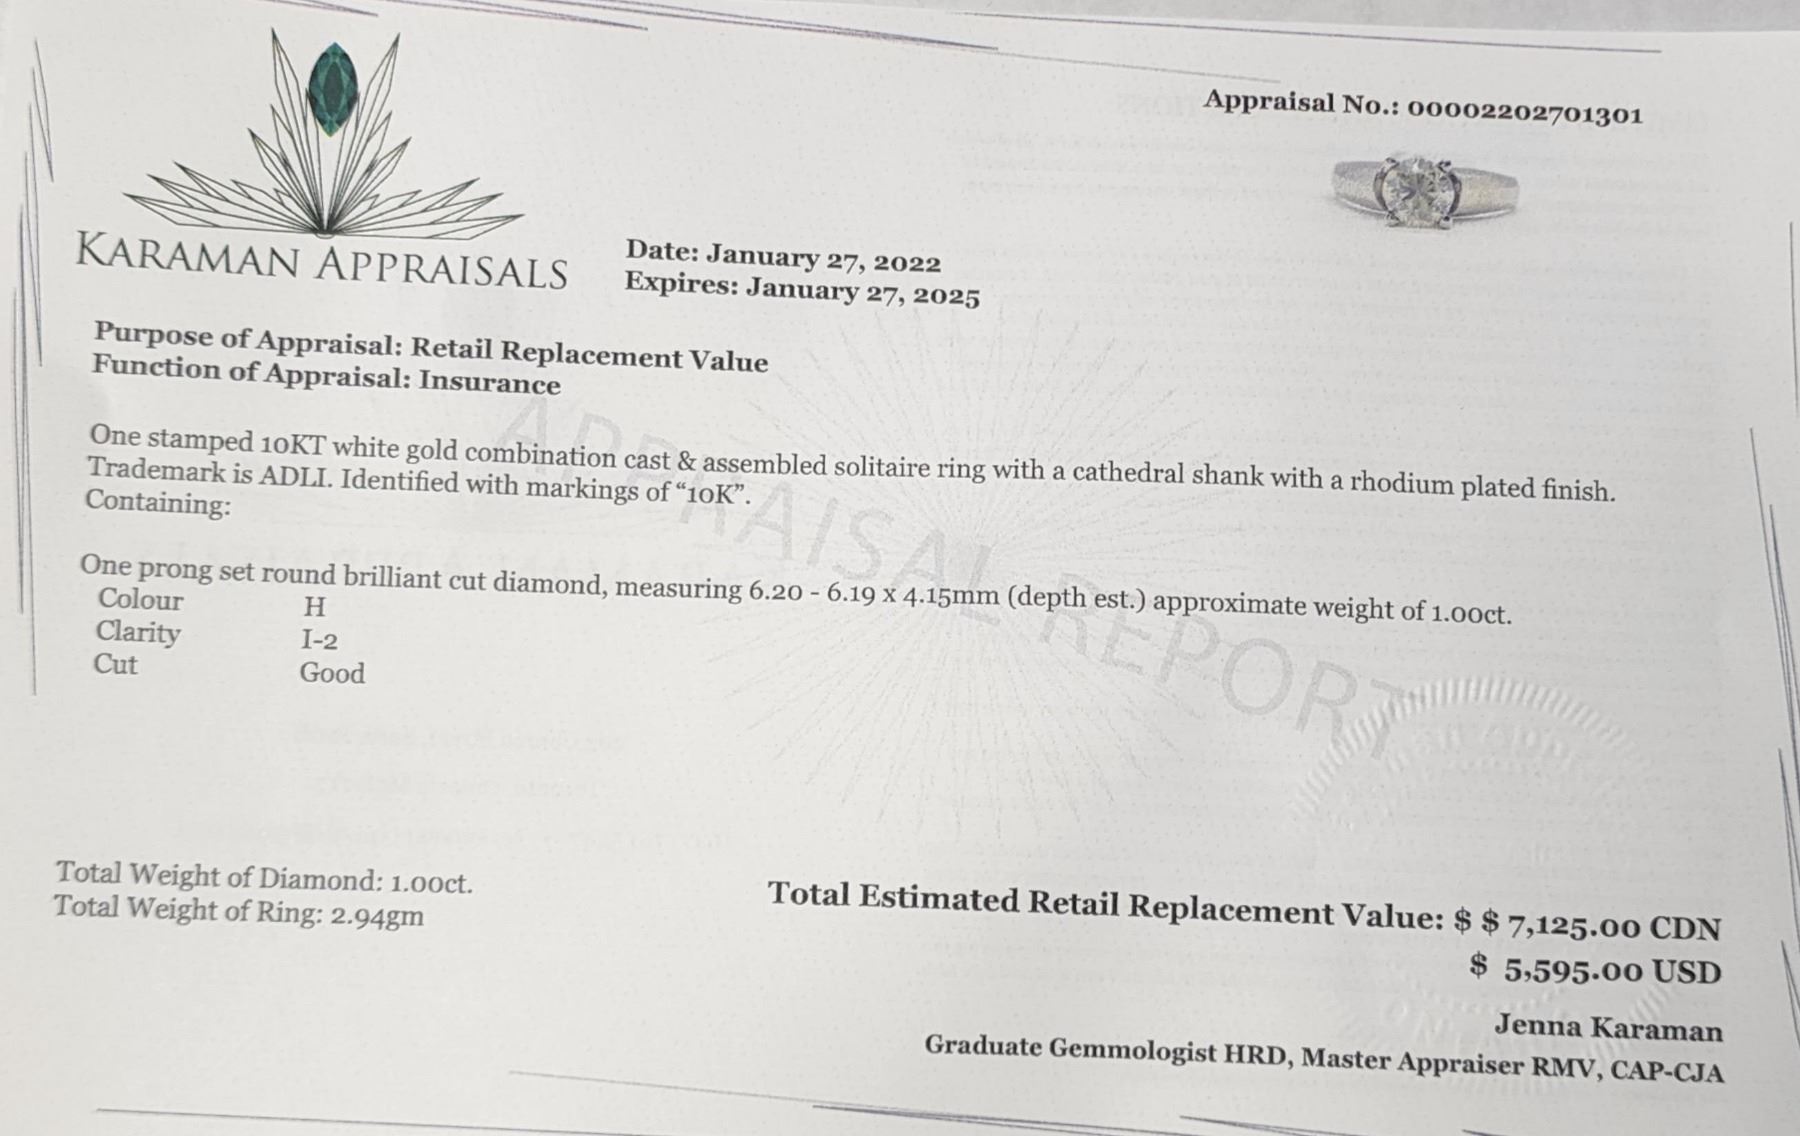 Appraisal No.: 00002202701301
KARAMAN APPRAISALS
Date: January 27, 2022
Expires: January 27, 2025
Purpose of Appraisal: Retail Replacement Value
Function of Appraisal: Insurance
One stamped 10KT white gold combination cast & assembled solitaire ring with a cathedral shank with a rhodium plated finish.
Trademark is ADLI. Identified with markings of “10K”.
Containing:
APPRAISAL REPORT
One prong set round brilliant cut diamond, measuring 6.20 - 6.19 x 4.15mm (depth est.) approximate weight of 1.00ct.
Colour H
Clarity I-2
Cut Good
Total Weight of Diamond: 1.00ct.
Total Weight of Ring: 2.94gm
Total Estimated Retail Replacement Value: $ $ 7,125.00 CDN
$ 5,595.00 USD
Jenna Karaman
Graduate Gemmologist HRD, Master Appraiser RMV, CAP-CJA